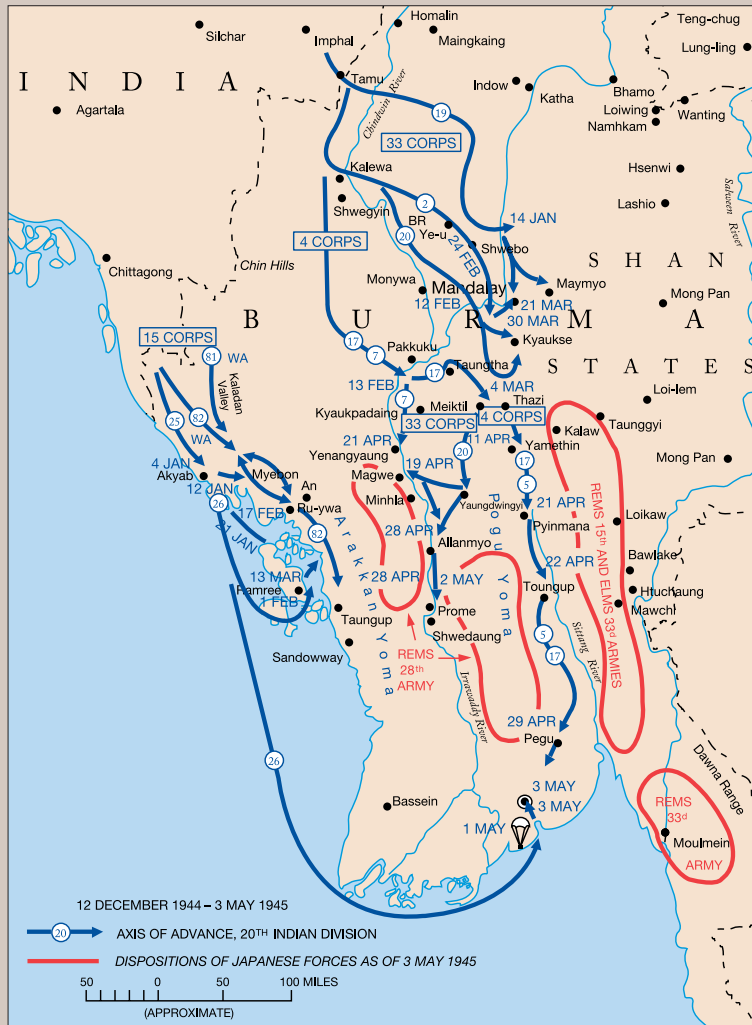 Silchar
Imphal
Homalin
Maingkaing
Teng-chug
Lung-ling
INDIA
Agartala
Tamu
Chindwin River
Indow
Katha
Bhamo
Loiwing
Namhkam
Wanting
19
33 CORPS
Hsenwi
Lashio
Salween River
Kalewa
Shwegyin
2
BR
20
Ye-u
24 FEB
Shwebo
14 JAN
4 CORPS
Chittagong
Chin Hills
Monywa
Mandalay
12 FEB
21 MAR
30 MAR
Maymyo
SHAN
Mong Pan
BURMA
15 CORPS
81
WA
Kaladan
Valley
Kyaukse
STATES
17
7
Pakkuku
13 FEB
17
Taungtha
4 MAR
7
Kyaukpadaing
Meiktil
Thazi
33 CORPS
4 CORPS
Loi-lem
Taunggyi
Kalaw
25
82
WA
21 APR
Yenangyaung
11 APR
Yamethin
Mong Pan
4 JAN
Akyab
12 JAN
Myebon
An
Ru-ywa
17 FEB
26
21 JAN
82
19 APR
Magwe
Minhla
20
Yaungdwingyi
17
5
21 APR
Pyinmana
Loikaw
28 APR
Allanmyo
22 APR
Bawlake
Htuchaung
Mawchi
13 MAR
Ramree
1 FEB
28 APR
2 MAY
Toungup
Taungup
Prome
Shwedaung
Sandowway
Arakkan Yoma
Pogu Yoma
REMS
28th
ARMY
5
17
Sittang River
REMS 15th AND ELMS 33d ARMIES
Irrawaddy River
29 APR
Pegu
26
Dawna Range
Bassein
3 MAY
3 MAY
1 MAY
REMS
33d
Moulmein
ARMY
12 DECEMBER 1944 – 3 MAY 1945
20
AXIS OF ADVANCE, 20TH INDIAN DIVISION
DISPOSITIONS OF JAPANESE FORCES AS OF 3 MAY 1945
50 0 50 100 MILES
(APPROXIMATE)